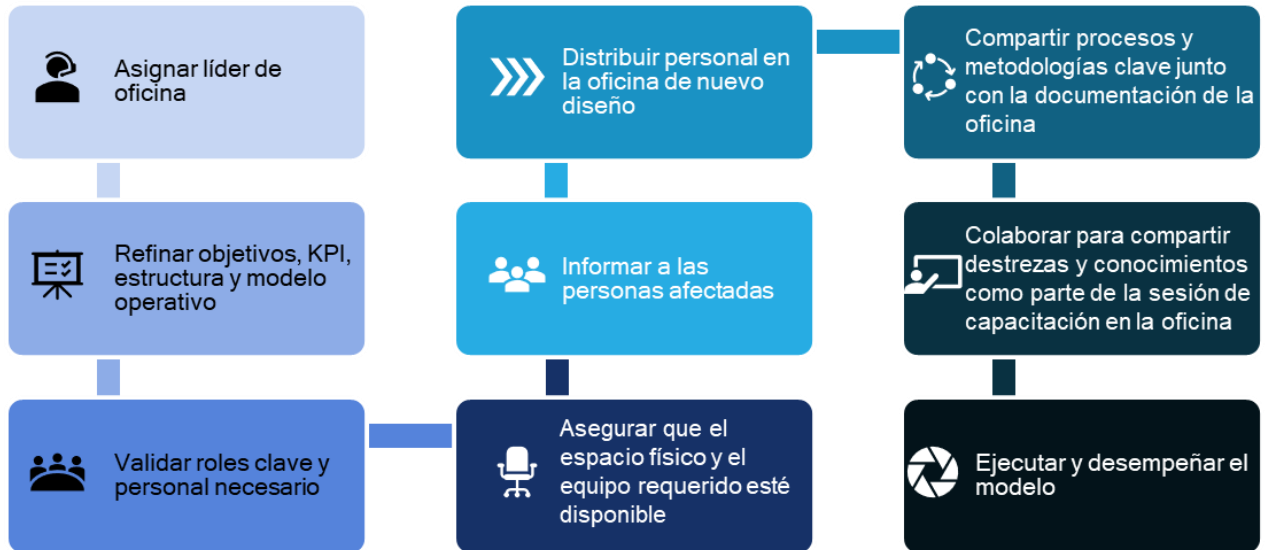 Asignar líder de
oficina
Refinar objetivos, KPI,
estructura y modelo
operativo
Validar roles clave y
personal necesario
Asegurar que el
espacio físico y el
equipo requerido esté
disponible
Informar a las
personas afectadas
Distribuir personal en
la oficina de nuevo
diseño
Compartir procesos y
metodologías clave junto
con la documentación de la
oficina
Colaborar para compartir
destrezas y conocimientos
como parte de la sesión de
capacitación en la oficina
Ejecutar y desempeñar el
modelo